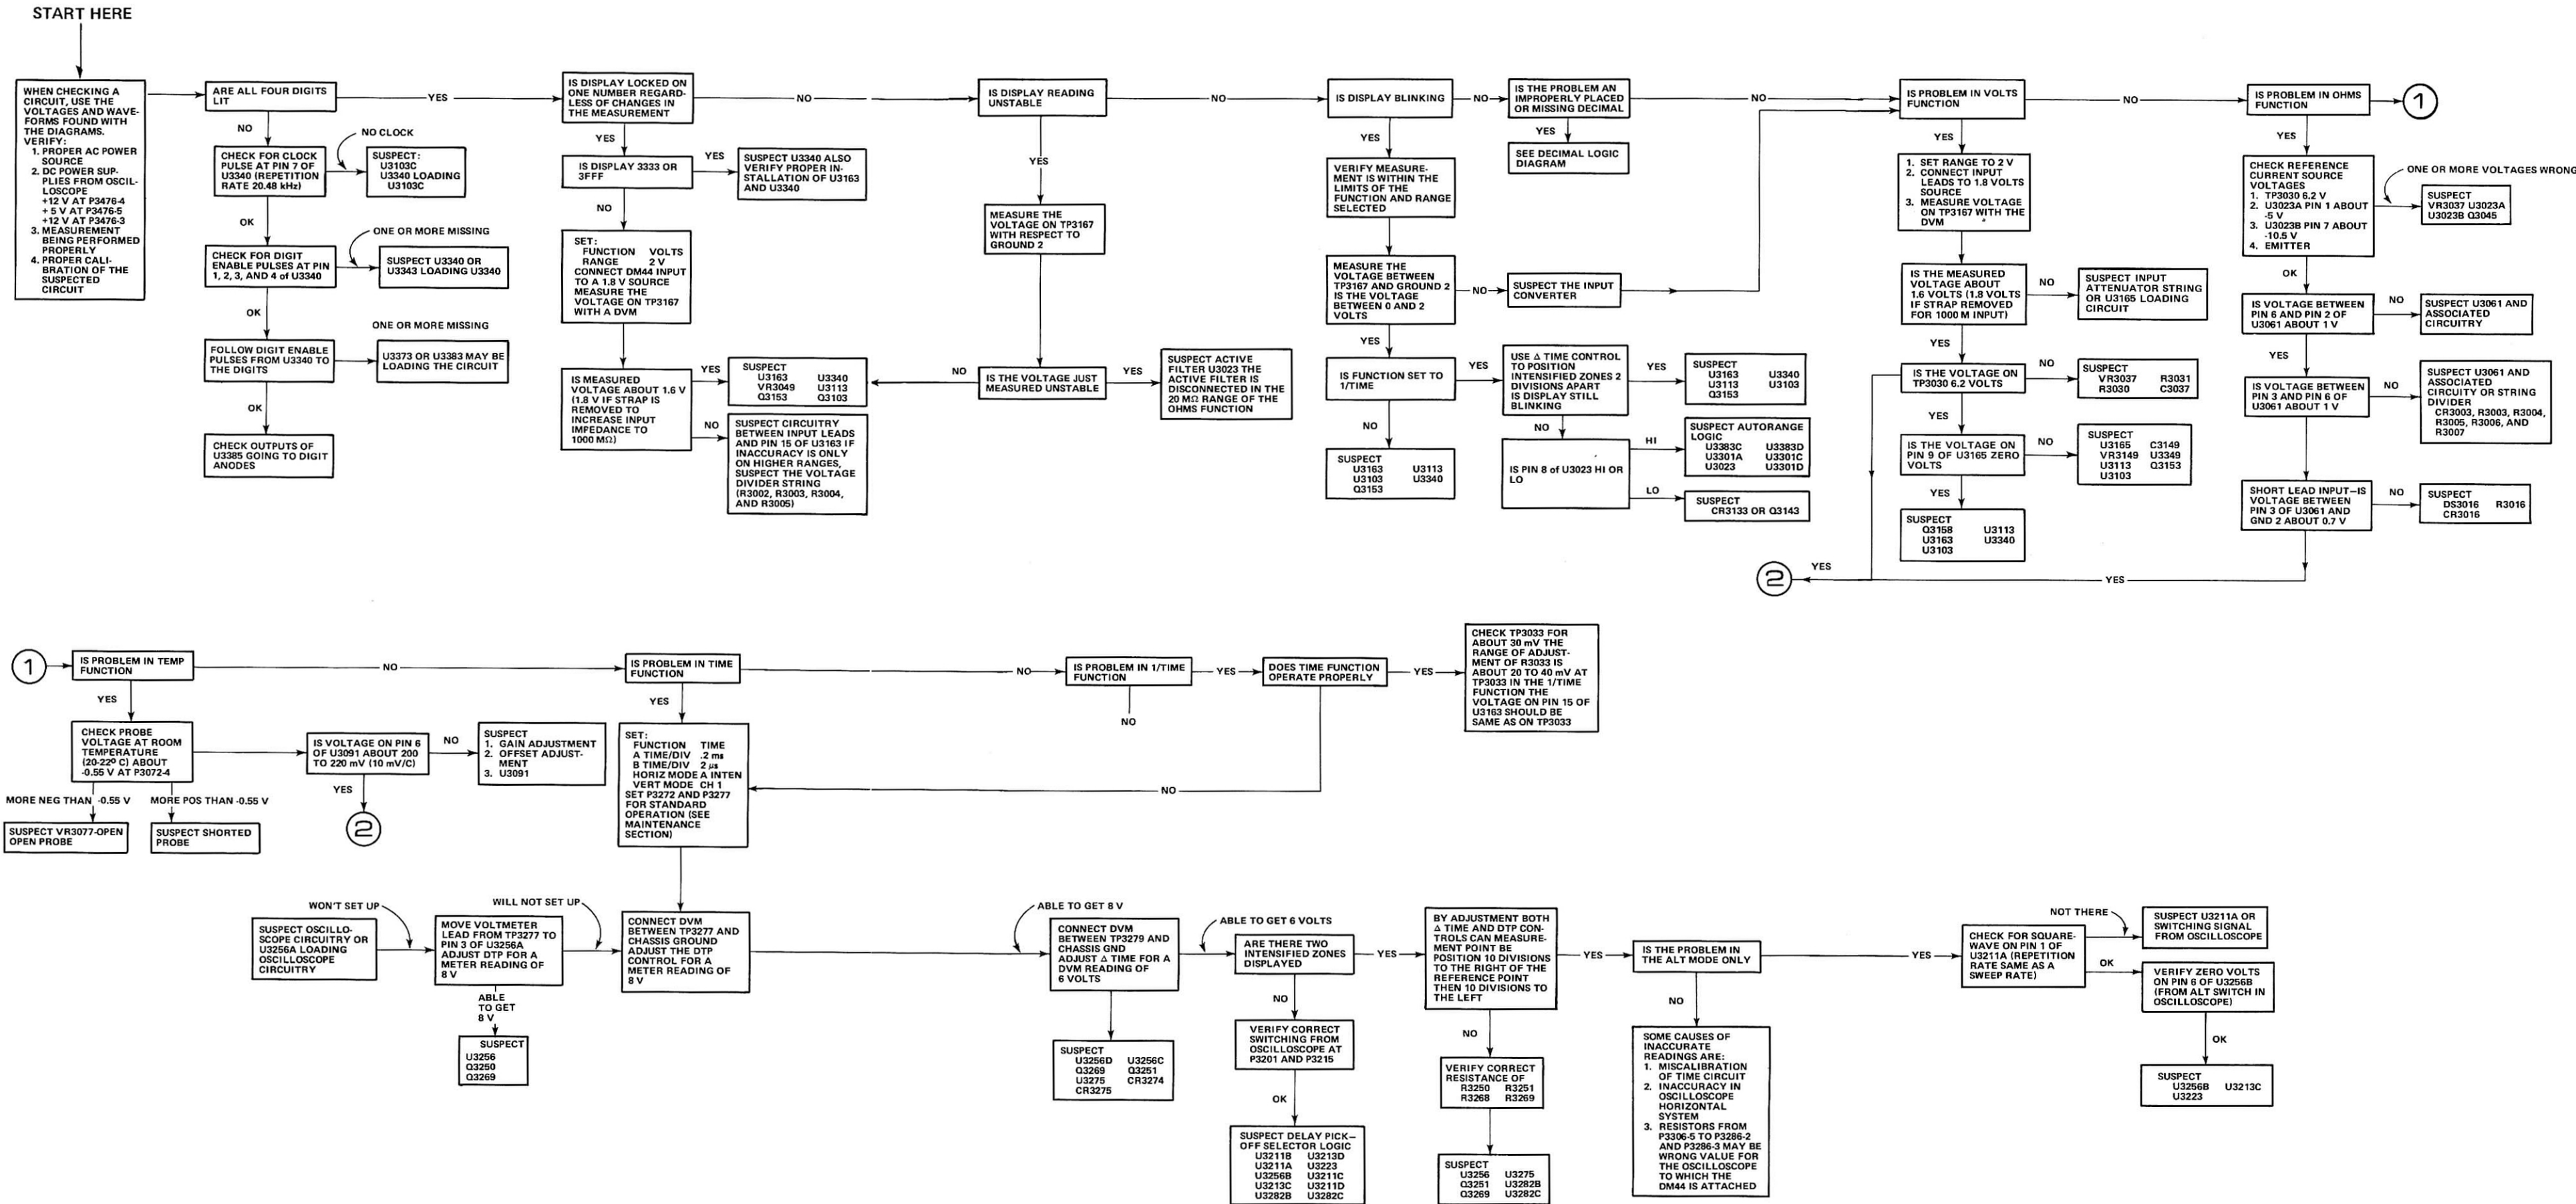 START HERE
WHEN CHECKING A
CIRCUIT, USE THE
VOLTAGES AND WAVE-
FORMS FOUND WITH
THE DIAGRAMS.
VERIFY:
1. PROPER AC POWER
SOURCE
2. DC POWER SUP-
PLIES FROM OSCIL-
LOSCOPE
+12 V AT P3476-4
+ 5 V AT P3476-5
+12 V AT P3476-3
3. MEASUREMENT
BEING PERFORMED
PROPERLY
4. PROPER CALI-
BRATION OF THE
SUSPECTED
CIRCUIT
ARE ALL FOUR DIGITS
LIT
YES
NO
NO CLOCK
CHECK FOR CLOCK
PULSE AT PIN 7 OF
U3340 (REPETITION
RATE 20.48 kHz)
SUSPECT:
U3103C
U3340 LOADING
U3103C
OK
ONE OR MORE MISSING
CHECK FOR DIGIT
ENABLE PULSES AT PIN
1, 2, 3, AND 4 of U3340
SUSPECT U3340 OR
U3343 LOADING U3340
OK
ONE OR MORE MISSING
FOLLOW DIGIT ENABLE
PULSES FROM U3340 TO
THE DIGITS
U3373 OR U3383 MAY BE
LOADING THE CIRCUIT
OK
CHECK OUTPUTS OF
U3385 GOING TO DIGIT
ANODES
IS DISPLAY LOCKED ON
ONE NUMBER REGARD-
LESS OF CHANGES IN
THE MEASUREMENT
NO
YES
IS DISPLAY 3333 OR
3FFF
YES
SUSPECT U3340 ALSO
VERIFY PROPER IN-
STALLATION OF U3163
AND U3340
NO
SET:
FUNCTION VOLTS
RANGE 2 V
CONNECT DM44 INPUT
TO A 1.8 V SOURCE
MEASURE THE
VOLTAGE ON TP3167
WITH A DVM
IS MEASURED
VOLTAGE ABOUT 1.6 V
(1.8 V IF STRAP IS
REMOVED TO
INCREASE INPUT
IMPEDANCE TO
1000 MΩ)
YES
SUSPECT
U3163 U3340
VR3049 U3113
Q3153 Q3103
NO
SUSPECT CIRCUITRY
BETWEEN INPUT LEADS
AND PIN 15 OF U3163 IF
INACCURACY IS ONLY
ON HIGHER RANGES,
SUSPECT THE VOLTAGE
DIVIDER STRING
(R3002, R3003, R3004,
AND R3005)
IS DISPLAY READING
UNSTABLE
NO
YES
MEASURE THE
VOLTAGE ON TP3167
WITH RESPECT TO
GROUND 2
NO
IS THE VOLTAGE JUST
MEASURED UNSTABLE
YES
SUSPECT ACTIVE
FILTER U3023 THE
ACTIVE FILTER IS
DISCONNECTED IN THE
20 MΩ RANGE OF THE
OHMS FUNCTION
IS DISPLAY BLINKING
NO
YES
VERIFY MEASURE-
MENT IS WITHIN THE
LIMITS OF THE
FUNCTION AND RANGE
SELECTED
MEASURE THE
VOLTAGE BETWEEN
TP3167 AND GROUND 2
IS THE VOLTAGE
BETWEEN 0 AND 2
VOLTS
NO
SUSPECT THE INPUT
CONVERTER
YES
IS FUNCTION SET TO
1/TIME
YES
NO
SUSPECT
U3163 U3113
U3103 U3340
Q3153
USE Δ TIME CONTROL
TO POSITION
INTENSIFIED ZONES 2
DIVISIONS APART
IS DISPLAY STILL
BLINKING
YES
SUSPECT
U3163 U3340
U3113 U3103
Q3153
NO
IS PIN 8 of U3023 HI OR
LO
HI
SUSPECT AUTORANGE
LOGIC
U3383C U3383D
U3301A U3301C
U3023 U3301D
LO
SUSPECT
CR3133 OR Q3143
IS THE PROBLEM AN
IMPROPERLY PLACED
OR MISSING DECIMAL
NO
YES
SEE DECIMAL LOGIC
DIAGRAM
IS PROBLEM IN VOLTS
FUNCTION
NO
YES
1. SET RANGE TO 2 V
2. CONNECT INPUT
LEADS TO 1.8 VOLTS
SOURCE
3. MEASURE VOLTAGE
ON TP3167 WITH THE
DVM
IS THE MEASURED
VOLTAGE ABOUT
1.6 VOLTS (1.8 VOLTS
IF STRAP REMOVED
FOR 1000 M INPUT)
NO
SUSPECT INPUT
ATTENUATOR STRING
OR U3165 LOADING
CIRCUIT
YES
IS THE VOLTAGE ON
TP3030 6.2 VOLTS
NO
SUSPECT
VR3037 R3031
R3030 C3037
YES
IS THE VOLTAGE ON
PIN 9 OF U3165 ZERO
VOLTS
NO
SUSPECT
U3165 C3149
VR3149 U3349
U3113 Q3153
U3103
YES
SUSPECT
Q3158 U3113
U3163 U3340
U3103
IS PROBLEM IN OHMS
FUNCTION
1
YES
CHECK REFERENCE
CURRENT SOURCE
VOLTAGES
1. TP3030 6.2 V
2. U3023A PIN 1 ABOUT
-5 V
3. U3023B PIN 7 ABOUT
-10.5 V
4. EMITTER
ONE OR MORE VOLTAGES WRONG
SUSPECT
VR3037 U3023A
U3023B Q3045
OK
IS VOLTAGE BETWEEN
PIN 6 AND PIN 2 OF
U3061 ABOUT 1 V
NO
SUSPECT U3061 AND
ASSOCIATED
CIRCUITRY
YES
IS VOLTAGE BETWEEN
PIN 3 AND PIN 6 OF
U3061 ABOUT 1 V
NO
SUSPECT U3061 AND
ASSOCIATED
CIRCUITY OR STRING
DIVIDER
CR3003, R3003, R3004,
R3005, R3006, AND
R3007
SHORT LEAD INPUT—IS
VOLTAGE BETWEEN
PIN 3 OF U3061 AND
GND 2 ABOUT 0.7 V
NO
SUSPECT
DS3016 R3016
CR3016
2
YES
YES
1
IS PROBLEM IN TEMP
FUNCTION
NO
YES
CHECK PROBE
VOLTAGE AT ROOM
TEMPERATURE
(20-22º C) ABOUT
-0.55 V AT P3072-4
MORE NEG THAN -0.55 V
MORE POS THAN -0.55 V
SUSPECT VR3077-OPEN
OPEN PROBE
SUSPECT SHORTED
PROBE
IS VOLTAGE ON PIN 6
OF U3091 ABOUT 200
TO 220 mV (10 mV/C)
NO
SUSPECT
1. GAIN ADJUSTMENT
2. OFFSET ADJUST-
MENT
3. U3091
YES
2
IS PROBLEM IN TIME
FUNCTION
NO
YES
SET:
FUNCTION TIME
A TIME/DIV .2 ms
B TIME/DIV 2 µs
HORIZ MODE A INTEN
VERT MODE CH 1
SET P3272 AND P3277
FOR STANDARD
OPERATION (SEE
MAINTENANCE
SECTION)
IS PROBLEM IN 1/TIME
FUNCTION
YES
NO
DOES TIME FUNCTION
OPERATE PROPERLY
YES
NO
CHECK TP3033 FOR
ABOUT 30 mV THE
RANGE OF ADJUST-
MENT OF R3033 IS
ABOUT 20 TO 40 mV AT
TP3033 IN THE 1/TIME
FUNCTION THE
VOLTAGE ON PIN 15 OF
U3163 SHOULD BE
SAME AS ON TP3033
WON'T SET UP
WILL NOT SET UP
SUSPECT OSCILLO-
SCOPE CIRCUITRY OR
U3256A LOADING
OSCILLOSCOPE
CIRCUITRY
MOVE VOLTMETER
LEAD FROM TP3277 TO
PIN 3 OF U3256A
ADJUST DTP FOR A
METER READING OF
8 V
ABLE
TO GET
8 V
SUSPECT
U3256
Q3250
Q3269
CONNECT DVM
BETWEEN TP3277 AND
CHASSIS GROUND
ADJUST THE DTP
CONTROL FOR A
METER READING OF
8 V
ABLE TO GET 8 V
CONNECT DVM
BETWEEN TP3279 AND
CHASSIS GND
ADJUST Δ TIME FOR A
DVM READING OF
6 VOLTS
SUSPECT
U3256D U3256C
Q3269 Q3251
U3275 CR3274
CR3275
ABLE TO GET 6 VOLTS
ARE THERE TWO
INTENSIFIED ZONES
DISPLAYED
YES
NO
VERIFY CORRECT
SWITCHING FROM
OSCILLOSCOPE AT
P3201 AND P3215
OK
SUSPECT DELAY PICK—
OFF SELECTOR LOGIC
U3211B U3213D
U3211A U3223
U3256B U3211C
U3213C U3211D
U3282B U3282C
BY ADJUSTMENT BOTH
Δ TIME AND DTP CON-
TROLS CAN MEASURE-
MENT POINT BE
POSITION 10 DIVISIONS
TO THE RIGHT OF THE
REFERENCE POINT
THEN 10 DIVISIONS TO
THE LEFT
YES
NO
VERIFY CORRECT
RESISTANCE OF
R3250 R3251
R3268 R3269
SUSPECT
U3256 U3275
Q3251 U3282B
Q3269 U3282C
IS THE PROBLEM IN
THE ALT MODE ONLY
YES
NO
SOME CAUSES OF
INACCURATE
READINGS ARE:
1. MISCALIBRATION
OF TIME CIRCUIT
2. INACCURACY IN
OSCILLOSCOPE
HORIZONTAL
SYSTEM
3. RESISTORS FROM
P3306-5 TO P3286-2
AND P3286-3 MAY BE
WRONG VALUE FOR
THE OSCILLOSCOPE
TO WHICH THE
DM44 IS ATTACHED
CHECK FOR SQUARE-
WAVE ON PIN 1 OF
U3211A (REPETITION
RATE SAME AS A
SWEEP RATE)
NOT THERE
SUSPECT U3211A OR
SWITCHING SIGNAL
FROM OSCILLOSCOPE
OK
VERIFY ZERO VOLTS
ON PIN 6 OF U3256B
(FROM ALT SWITCH IN
OSCILLOSCOPE)
OK
SUSPECT
U3256B U3213C
U3223